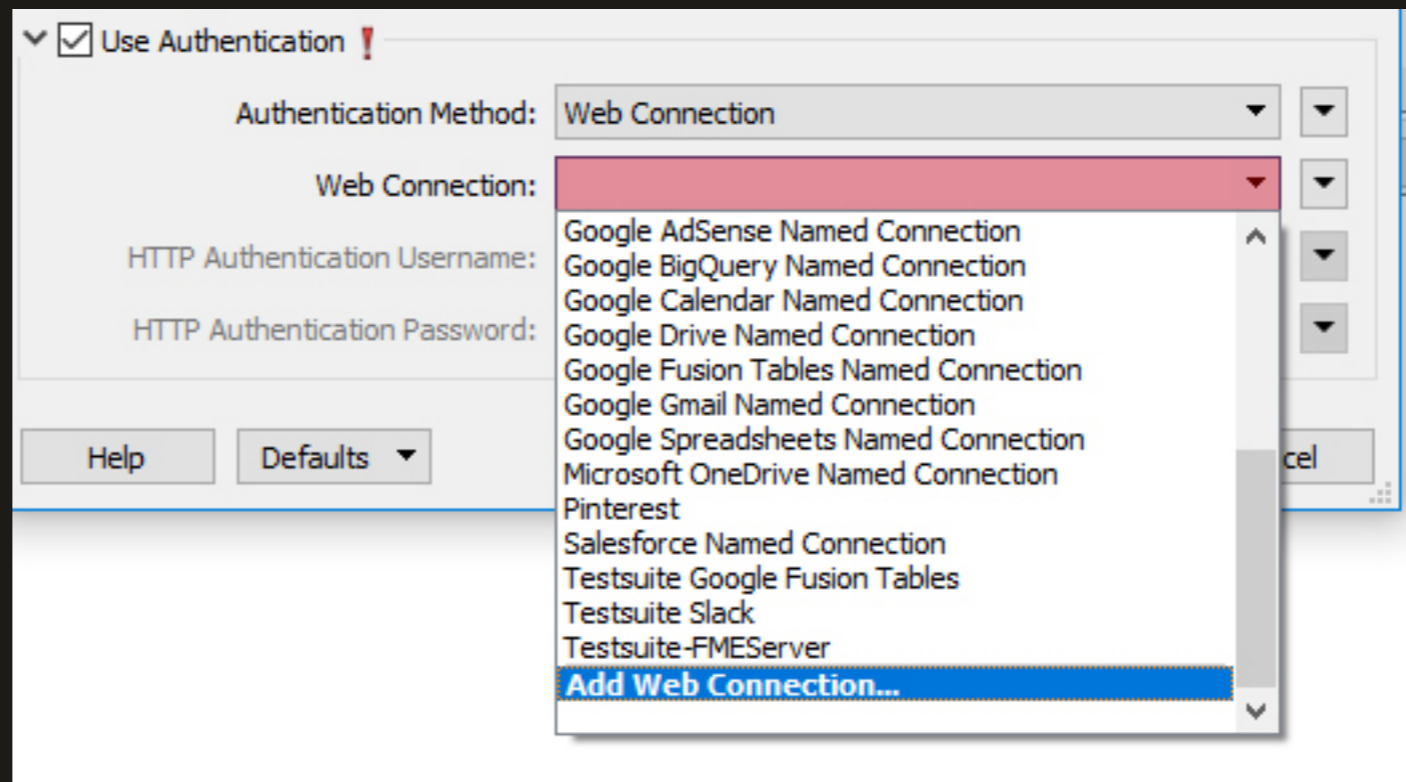 Use Authentication
Authentication Method: Web Connection
Web Connection:
HTTP Authentication Username:
HTTP Authentication Password:
Google AdSense Named Connection
Google BigQuery Named Connection
Google Calendar Named Connection
Google Drive Named Connection
Google Fusion Tables Named Connection
Google Gmail Named Connection
Google Spreadsheets Named Connection
Microsoft OneDrive Named Connection
Pinterest
Salesforce Named Connection
Testsuite Google Fusion Tables
Testsuite Slack
Testsuite-FMEServer
Add Web Connection...
Help Defaults cel